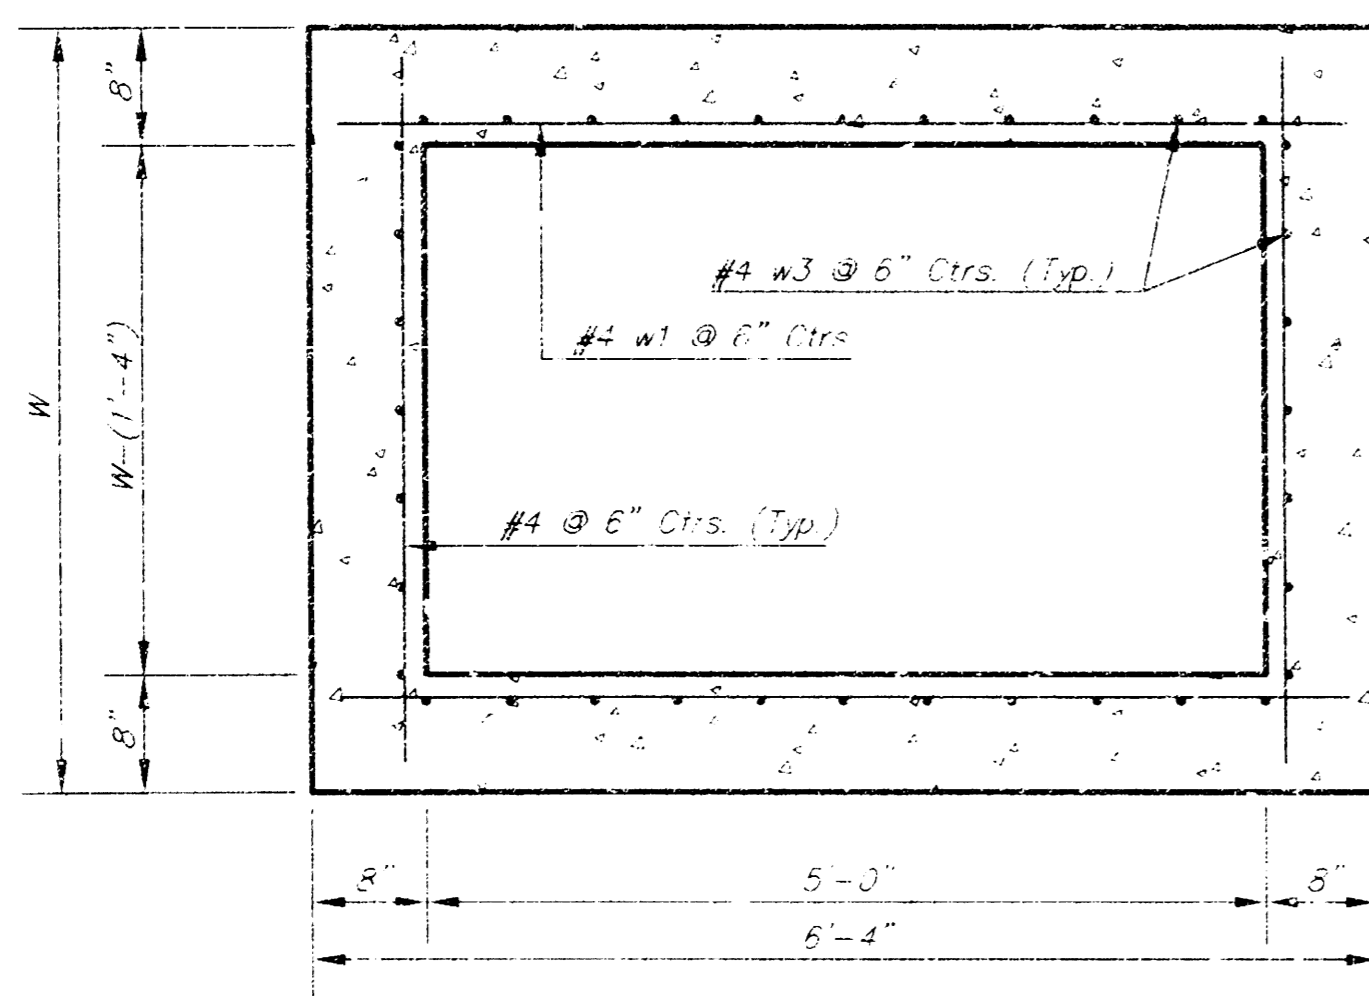 8"
#4 w3 @ 6" Ctrs. (Typ.)
#4 w1 @ 6" Ctrs
W
W-(1'-4")
#4 @ 6" Ctrs. (Typ.)
8"
8"
5'-0"
8"
6'-4"